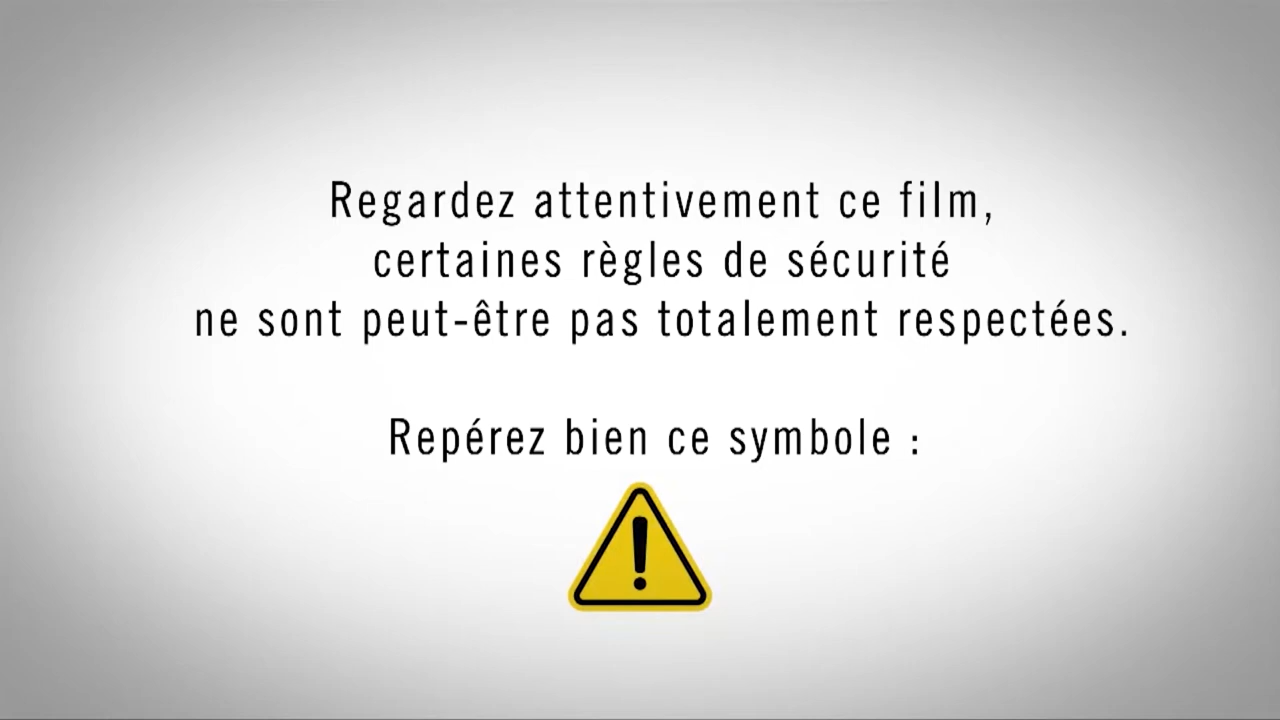 Regardez attentivement ce film,
certaines règles de sécurité
ne sont peut-être pas totalement respectées.
Repérez bien ce symbole :
!